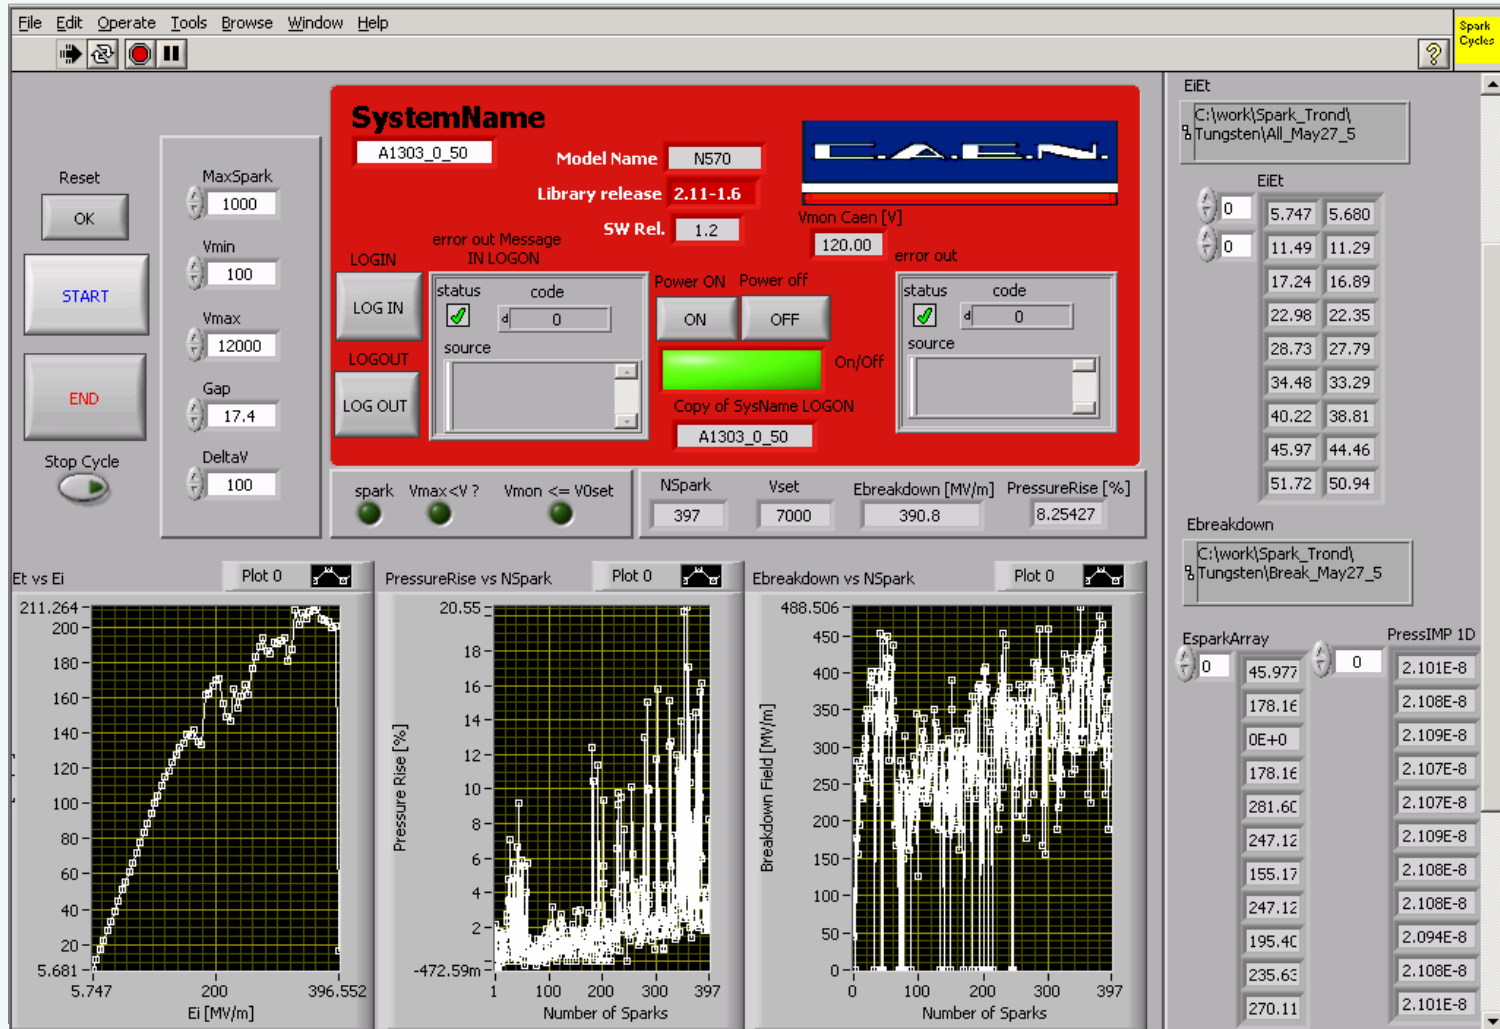 File Edit Operate Tools Browse Window Help
Spark
Cycles
Reset
OK
START
END
Stop Cycle
MaxSpark
1000
Vmin
100
Vmax
12000
Gap
17.4
DeltaV
100
SystemName
A1303_0_50
Model Name N570
Library release 2.11-1.6
SW Rel. 1.2
C.A.E.N.
Vmon Caen [V]
120.00
LOGIN
LOG IN
LOGOUT
LOG OUT
error out Message
IN LOGON
status code
d 0
source
Power ON Power off
ON OFF
On/Off
Copy of SysName LOGON
A1303_0_50
error out
status code
d 0
source
spark Vmax<V ? Vmon <= V0set
NSpark Vset Ebreakdown [MV/m] PressureRise [%]
397 7000 390.8 8.25427
EiEt
C:\work\Spark_Trond\
Tungsten\All_May27_5
EiEt
0 5.747 5.680
0 11.49 11.29
17.24 16.89
22.98 22.35
28.73 27.79
34.48 33.29
40.22 38.81
45.97 44.46
51.72 50.94
Ebreakdown
C:\work\Spark_Trond\
Tungsten\Break_May27_5
EsparkArray PressIMP 1D
0 45.977 0 2.101E-8
178.16 2.108E-8
0E+0 2.109E-8
178.16 2.107E-8
281.60 2.107E-8
247.12 2.109E-8
155.17 2.108E-8
247.12 2.108E-8
195.40 2.094E-8
235.63 2.108E-8
270.11 2.101E-8
Et vs Ei Plot 0
211.264
200
180
160
140
120
100
80
60
40
20
5.681
5.747 200 396.552
Ei [MV/m]
PressureRise vs NSpark Plot 0
Pressure Rise [%]
20.55
18
16
14
12
10
8
6
4
2
-472.59m
1 100 200 300 397
Number of Sparks
Ebreakdown vs NSpark Plot 0
Breakdown Field [MV/m]
488.506
450
400
350
300
250
200
150
100
50
0
0 100 200 300 397
Number of Sparks